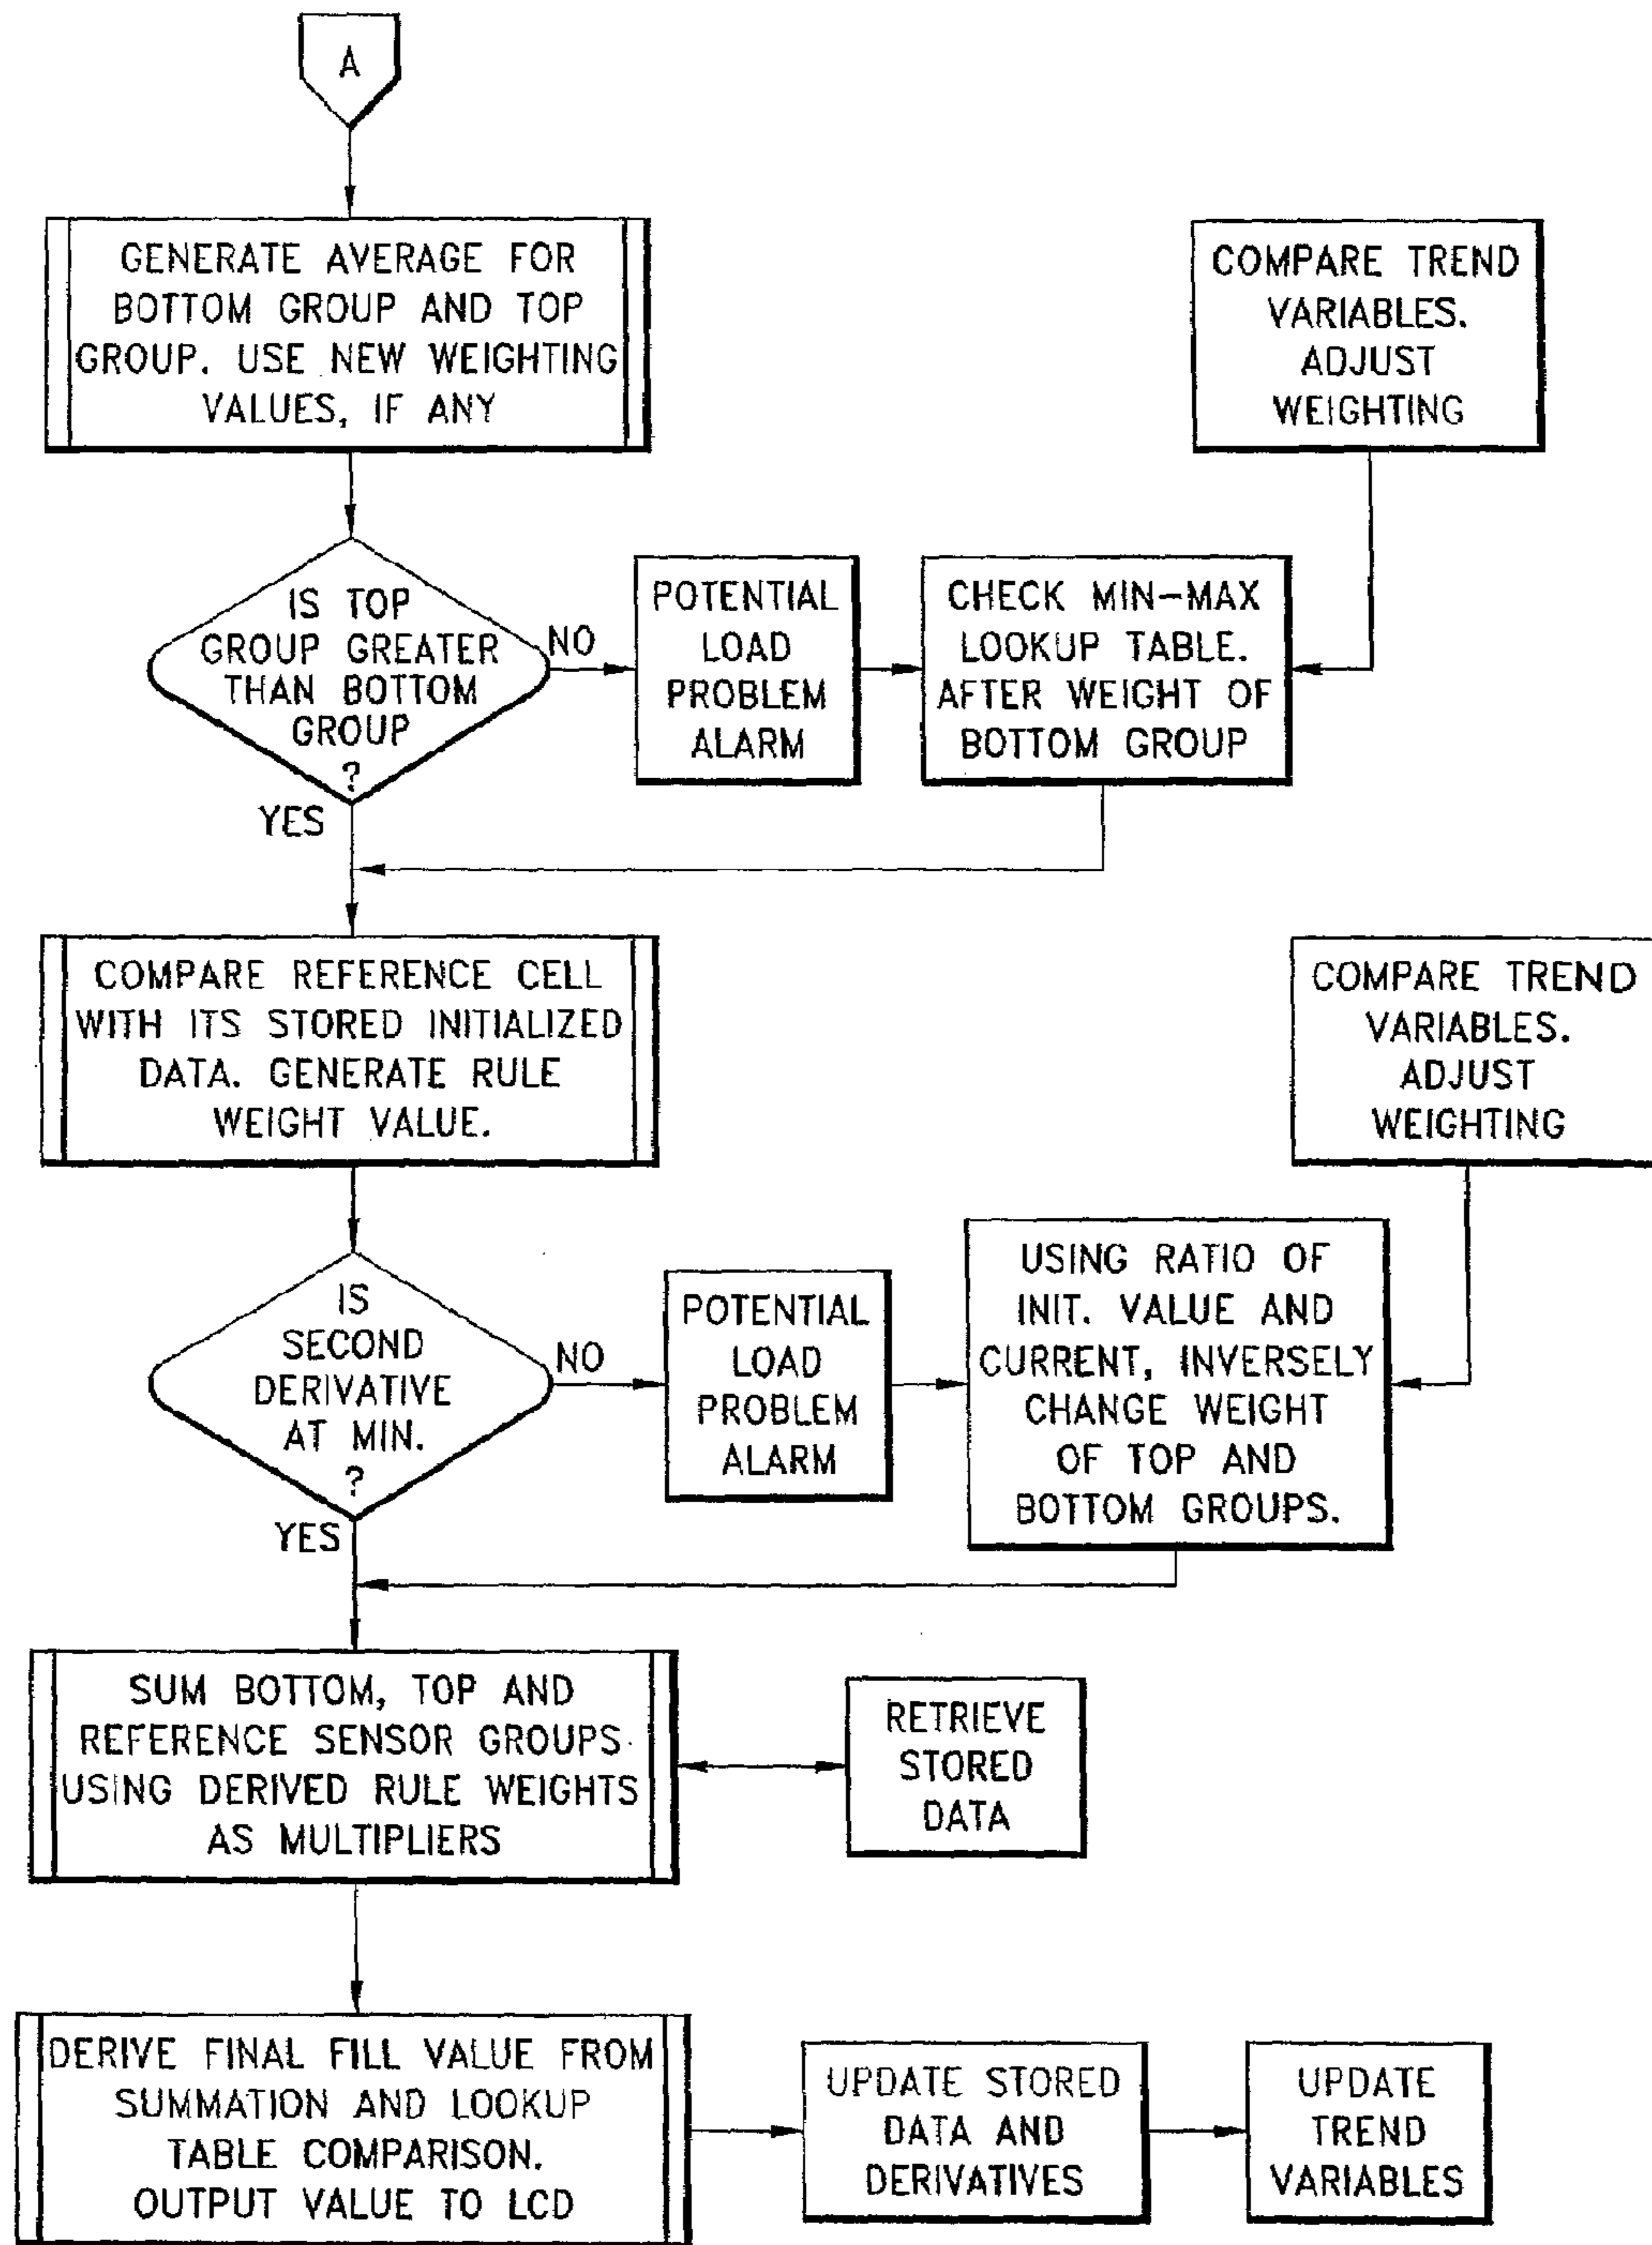 A
GENERATE AVERAGE FOR
BOTTOM GROUP AND TOP
GROUP. USE NEW WEIGHTING
VALUES, IF ANY
COMPARE TREND
VARIABLES.
ADJUST
WEIGHTING
IS TOP
GROUP GREATER
THAN BOTTOM
GROUP
?
NO
YES
POTENTIAL
LOAD
PROBLEM
ALARM
CHECK MIN-MAX
LOOKUP TABLE.
AFTER WEIGHT OF
BOTTOM GROUP
COMPARE REFERENCE CELL
WITH ITS STORED INITIALIZED
DATA. GENERATE RULE
WEIGHT VALUE.
COMPARE TREND
VARIABLES.
ADJUST
WEIGHTING
IS
SECOND
DERIVATIVE
AT MIN.
?
NO
YES
POTENTIAL
LOAD
PROBLEM
ALARM
USING RATIO OF
INIT. VALUE AND
CURRENT, INVERSELY
CHANGE WEIGHT
OF TOP AND
BOTTOM GROUPS.
SUM BOTTOM, TOP AND
REFERENCE SENSOR GROUPS
USING DERIVED RULE WEIGHTS
AS MULTIPLIERS
RETRIEVE
STORED
DATA
DERIVE FINAL FILL VALUE FROM
SUMMATION AND LOOKUP
TABLE COMPARISON.
OUTPUT VALUE TO LCD
UPDATE STORED
DATA AND
DERIVATIVES
UPDATE
TREND
VARIABLES